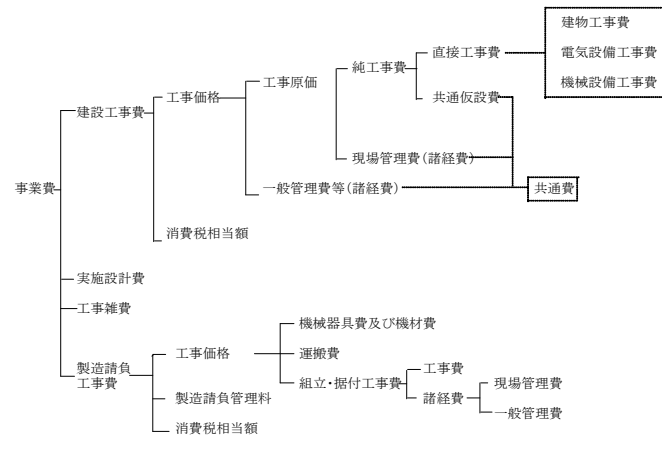 建物工事費
電気設備工事費
機械設備工事費
直接工事費
純工事費
工事原価
工事価格
建設工事費
共通仮設費
現場管理費(諸経費)
事業費
一般管理費等(諸経費)
共通費
消費税相当額
実施設計費
工事雑費
製造請負
工事費
工事価格
機械器具費及び機材費
運搬費
組立・据付工事費
工事費
諸経費
現場管理費
一般管理費
製造請負管理料
消費税相当額